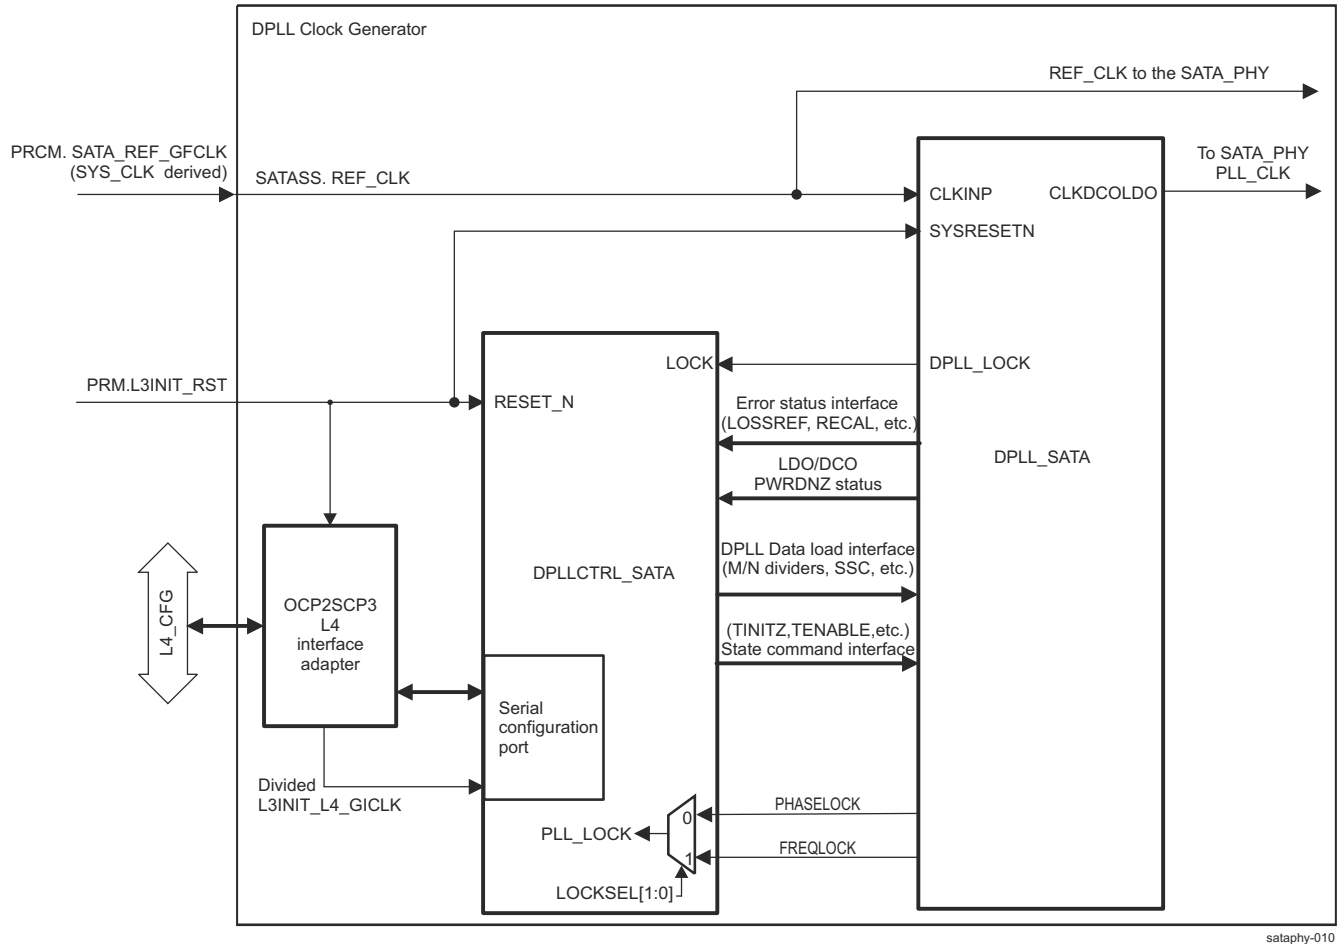 DPLL Clock Generator
REF_CLK to the SATA_PHY
PRCM. SATA_REF_GFCLK
(SYS_CLK derived)
SATASS. REF_CLK
CLKINP
CLKDCOLDO
To SATA_PHY
PLL_CLK
SYSRESETN
PRM.L3INIT_RST
RESET_N
LOCK
DPLL_LOCK
Error status interface
(LOSSREF, RECAL, etc.)
DPLL_SATA
LDO/DCO
PWRDNZ status
DPLL Data load interface
(M/N dividers, SSC, etc.)
DPLLCTRL_SATA
(TINITZ,TENABLE,etc.)
State command interface
L4_CFG
OCP2SCP3
L4
interface
adapter
Serial
configuration
port
Divided
L3INIT_L4_GICLK
PHASELOCK
0
PLL_LOCK
FREQLOCK
1
LOCKSEL[1:0]
sataphy-010